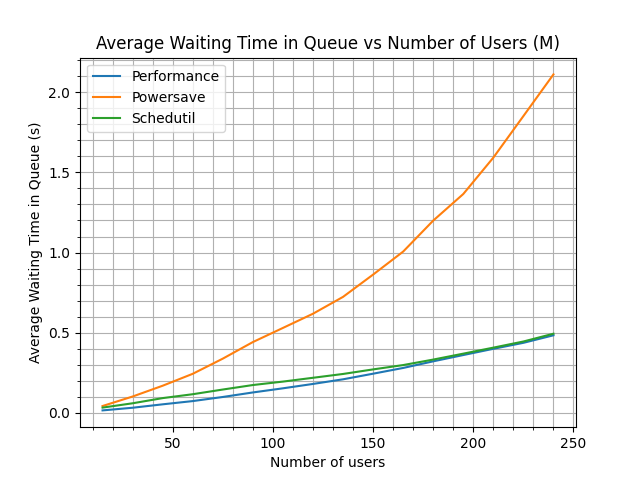 Average Waiting Time in Queue vs Number of Users (M)
Performance
Powersave
Schedutil
Average Waiting Time in Queue (s)
2.0
1.5
1.0
0.5
0.0
50 100 150 200 250
Number of users